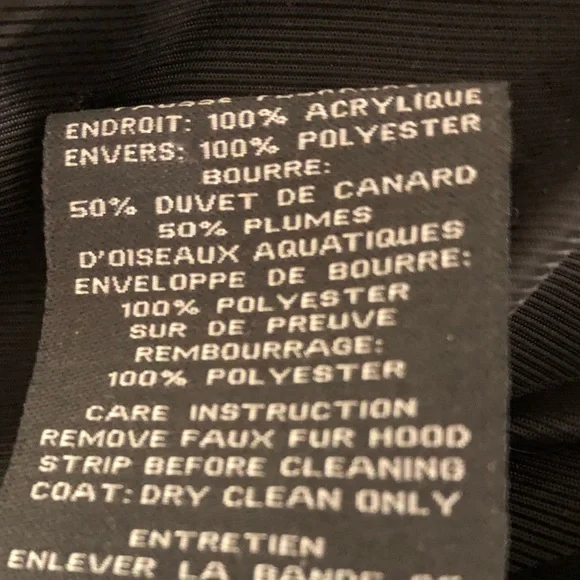 ENDROIT: 100% ACRYLIQUE
ENVERS: 100% POLYESTER
BOURRE:
50% DUVET DE CANARD
50% PLUMES
D'OISEAUX AQUATIQUES
ENVELOPPE DE BOURRE:
100% POLYESTER
SUR DE PREUVE
REMBOURRAGE:
100% POLYESTER
CARE INSTRUCTION
REMOVE FAUX FUR HOOD
STRIP BEFORE CLEANING
COAT: DRY CLEAN ONLY
ENTRETIEN
ENLEVER LA BANDE